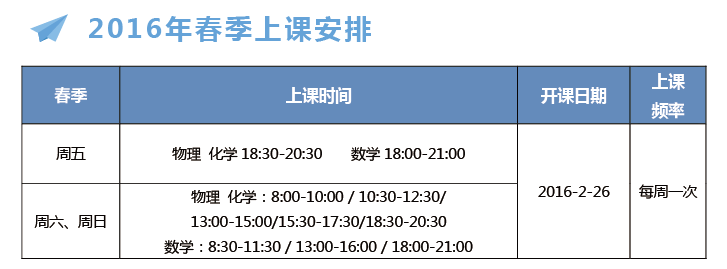 2016年春季上课安排
春季 上课时间 开课日期 上课频率
周五 物理 化学 18:30-20:30 数学 18:00-21:00
周六、周日 物理 化学：8:00-10:00 / 10:30-12:30/
13:00-15:00/15:30-17:30/18:30-20:30
数学：8:30-11:30 / 13:00-16:00 / 18:00-21:00
2016-2-26 每周一次